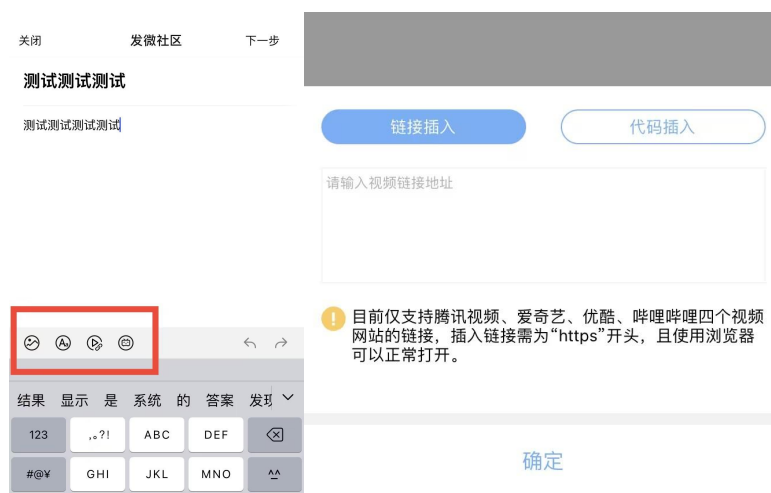 关闭
发微社区
下一步
测试测试测试
测试测试测试测试
结果 显示 是 系统 的 答案
123 ,。?! ABC DEF
#@¥ GHI JKL MNO ^^
链接插入
代码插入
请输入视频链接地址
目前仅支持腾讯视频、爱奇艺、优酷、哔哩哔哩四个视频
网站的链接，插入链接需为“https”开头，且使用浏览器
可以正常打开。
确定